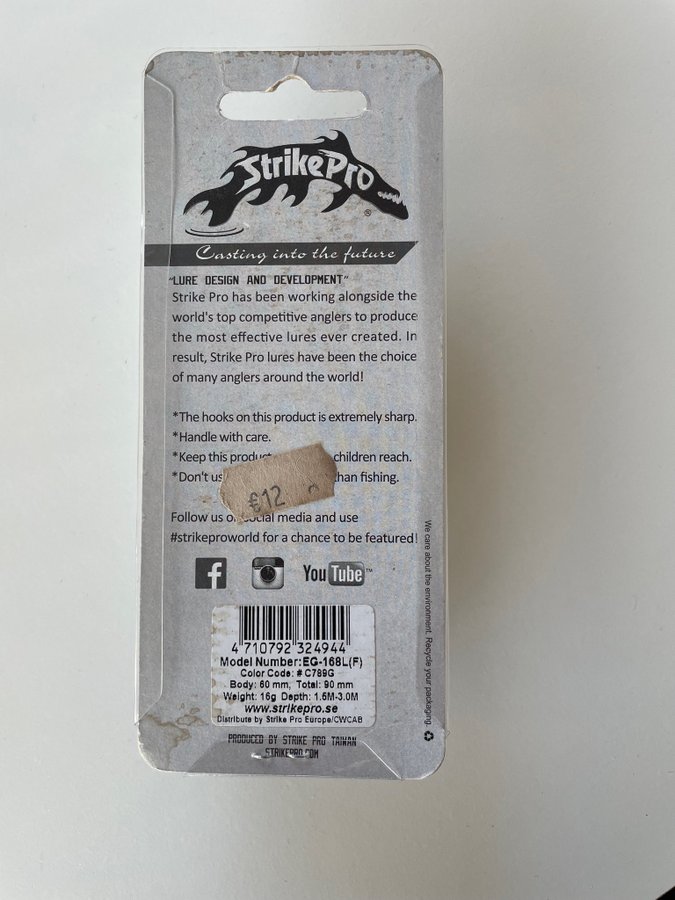 StrikePro
®
Casting into the future
"LURE DESIGN AND DEVELOPMENT"
Strike Pro has been working alongside the
world's top competitive anglers to produce
the most effective lures ever created. In
result, Strike Pro lures have been the choice
of many anglers around the world!
*The hooks on this product is extremely sharp.
*Handle with care.
*Keep this children reach.
*Don't than fishing.
€12
Follow us social media and use
#strikeproworld for a chance to be featured!
f
You Tube™
We care about the environment. Recycle your packaging.
4 710792 324944
Model Number:EG-168L(F)
Color Code: #C789G
Body: 60 mm, Total: 90 mm
Weight: 16g Depth: 1.5M-3.0M
www.strikepro.se
Distribute by Strike Pro Europe/CWCAB
PRODUCED BY STRIKE PRO TAIWAN
STRIKEPRO.COM